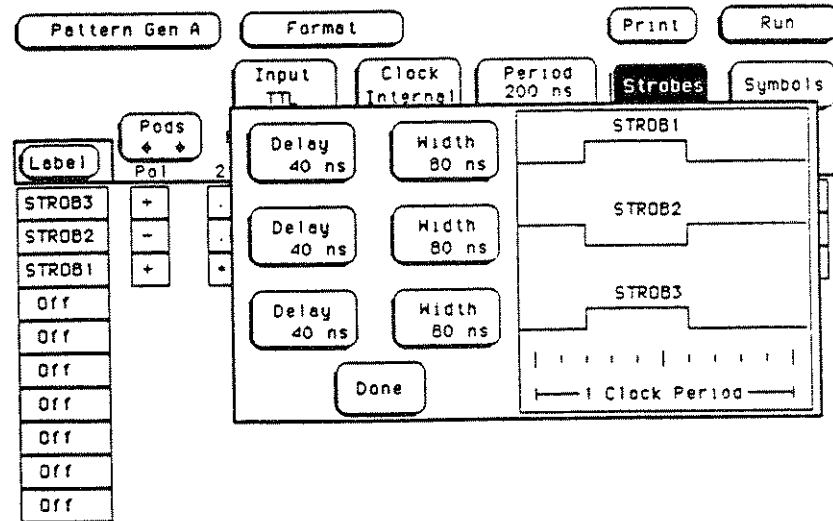 Pattern Gen A
Format
Print
Run
Input
TTL
Clock
Internal
Period
200 ns
Strobes
Symbols
Pods
Label
Pol
2
STROB3
+
.
STROB2
-
.
STROB1
+
*
Off
Off
Off
Off
Off
Off
Off
Delay
40 ns
Width
80 ns
Delay
40 ns
Width
80 ns
Delay
40 ns
Width
80 ns
Done
STROB1
STROB2
STROB3
1 Clock Period